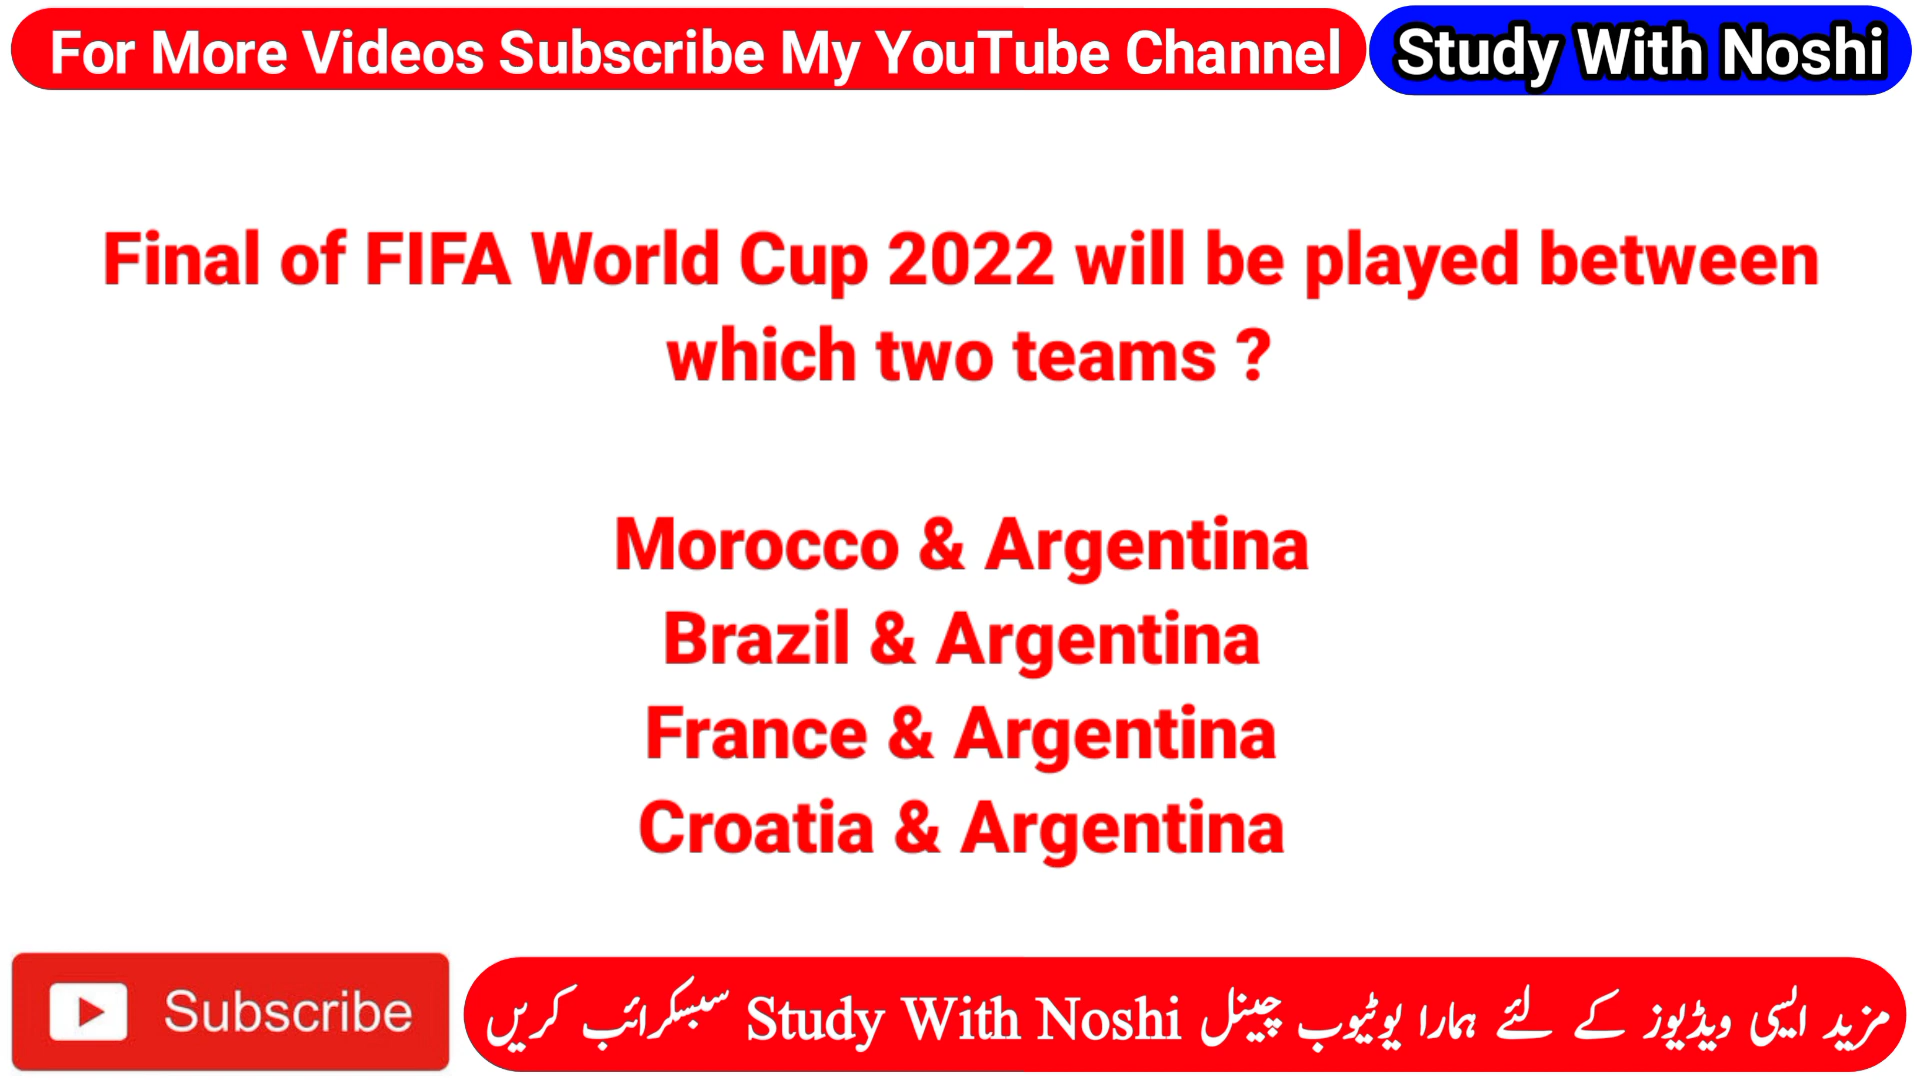 For More Videos Subscribe My YouTube Channel
Study With Noshi
Final of FIFA World Cup 2022 will be played between
which two teams ?
Morocco & Argentina
Brazil & Argentina
France & Argentina
Croatia & Argentina
Subscribe
مزید ایسی ویڈیوز کے لئے ہمارا یوٹیوب چینل Study With Noshi سبسکرائب کریں